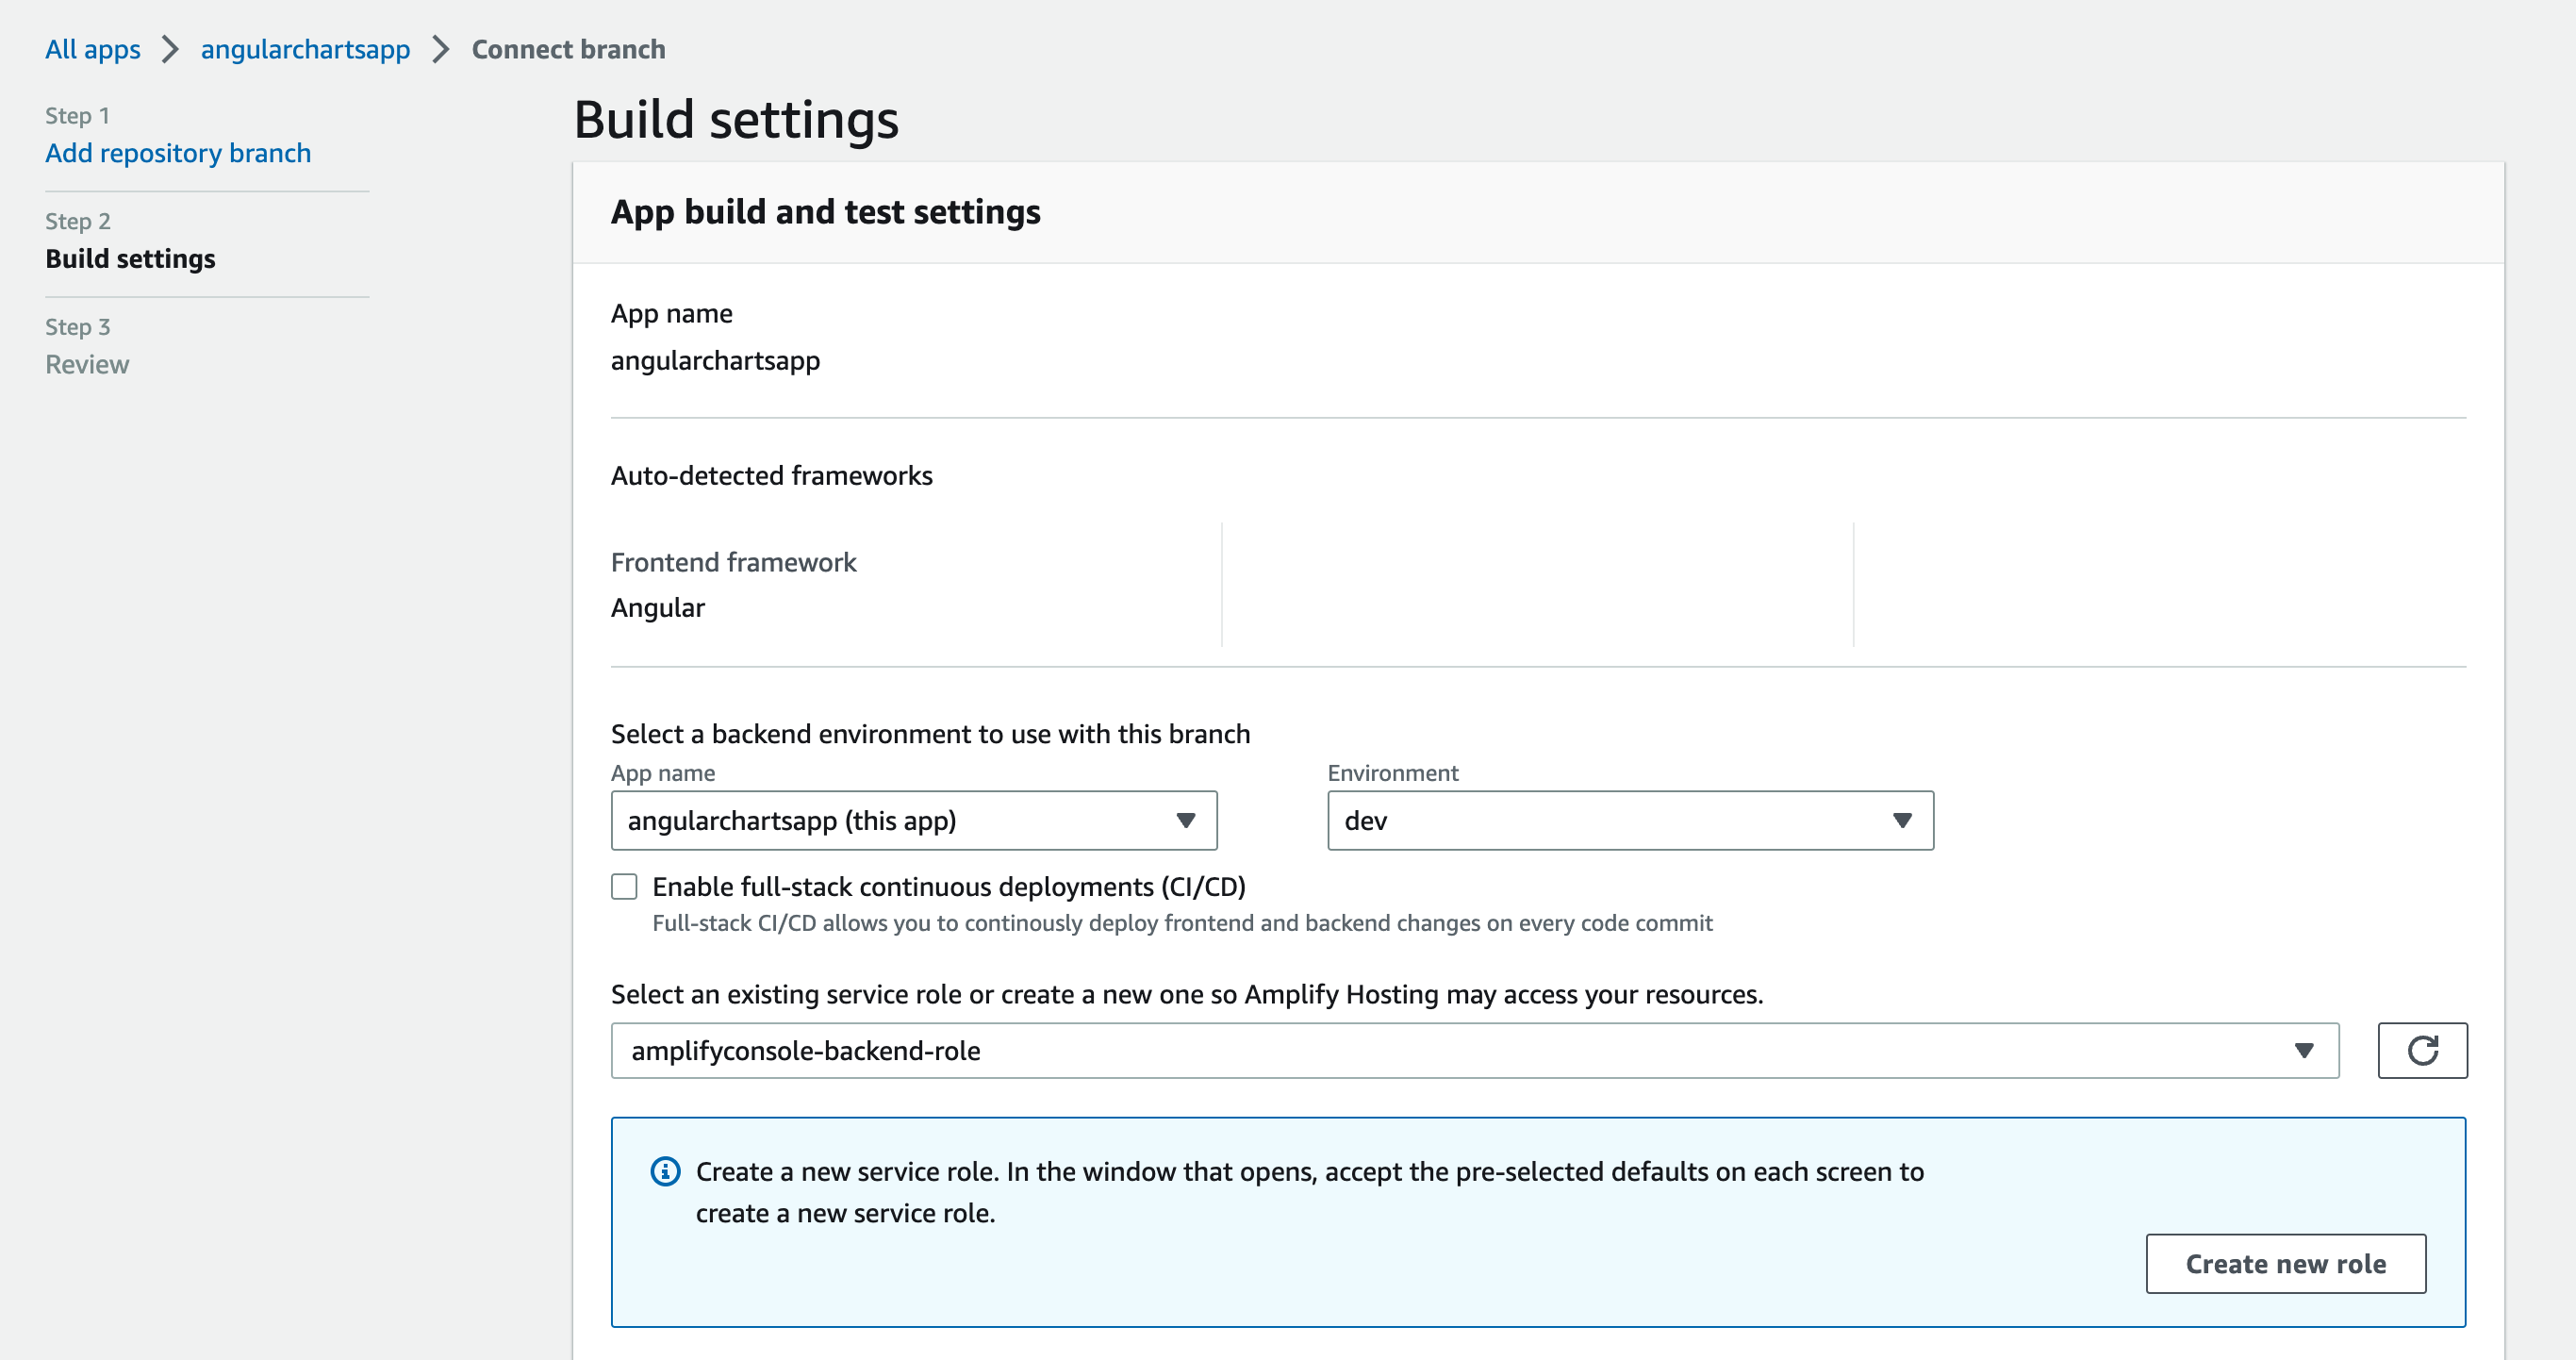 All apps > angularchartsapp > Connect branch
Step 1
Add repository branch
Step 2
Build settings
Step 3
Review
Build settings
App build and test settings
App name
angularchartsapp
Auto-detected frameworks
Frontend framework
Angular
Select a backend environment to use with this branch
App name
Environment
angularchartsapp (this app)
dev
Enable full-stack continuous deployments (CI/CD)
Full-stack CI/CD allows you to continously deploy frontend and backend changes on every code commit
Select an existing service role or create a new one so Amplify Hosting may access your resources.
amplifyconsole-backend-role
Create a new service role. In the window that opens, accept the pre-selected defaults on each screen to
create a new service role.
Create new role